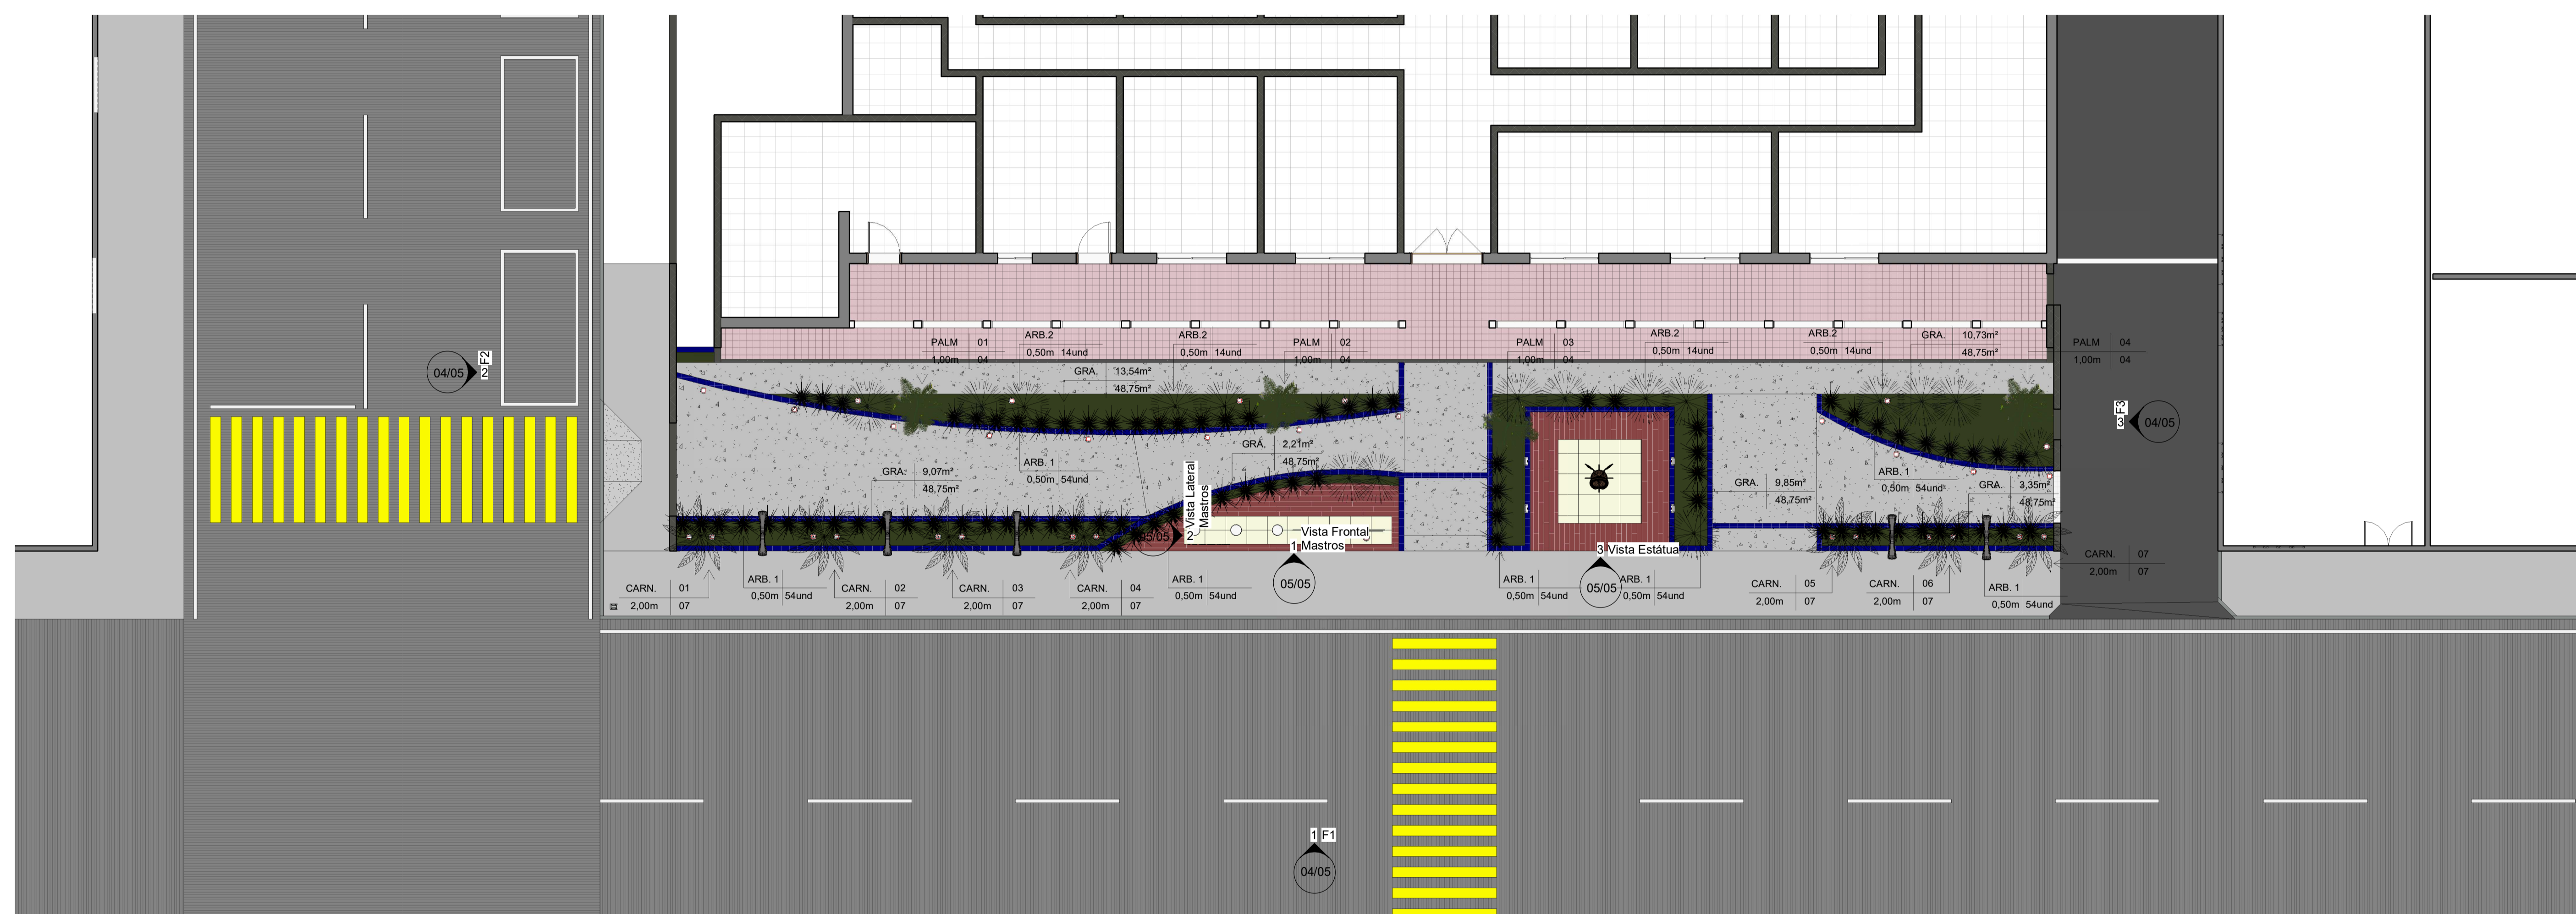 PALM 01
1,00m 04
ARB.2
0,50m 14und
ARB.2
0,50m 14und
PALM 02
1,00m 04
PALM 03
1,00m 04
ARB.2
0,50m 14und
ARB.2
0,50m 14und
GRA. 10,73m²
48,75m²
PALM 04
1,00m 04
GRA. 13,54m²
48,75m²
04/05
2 F2
3 F3
04/05
GRA. 9,07m²
48,75m²
ARB. 1
0,50m 54und
GRA. 2,21m²
48,75m²
GRA. 9,85m²
48,75m²
ARB. 1
0,50m 54und
GRA. 3,35m²
48,75m²
05/05
2 Vista Lateral
Mastros
Vista Frontal
1 Mastros
05/05
3 Vista Estátua
05/05
CARN. 01
2,00m 07
ARB. 1
0,50m 54und
CARN. 02
2,00m 07
CARN. 03
2,00m 07
CARN. 04
2,00m 07
ARB. 1
0,50m 54und
ARB. 1
0,50m 54und
ARB. 1
0,50m 54und
CARN. 05
2,00m 07
CARN. 06
2,00m 07
ARB. 1
0,50m 54und
CARN. 07
2,00m 07
1 F1
04/05